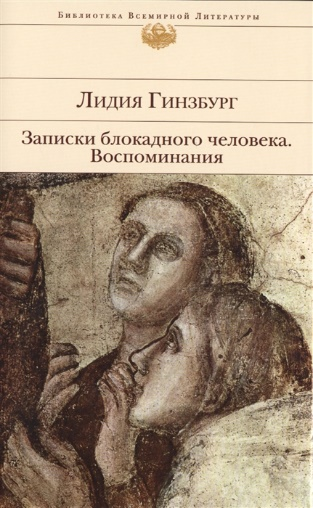 Библиотека Всемирной Литературы
Лидия Гинзбург
Записки блокадного человека.
Воспоминания